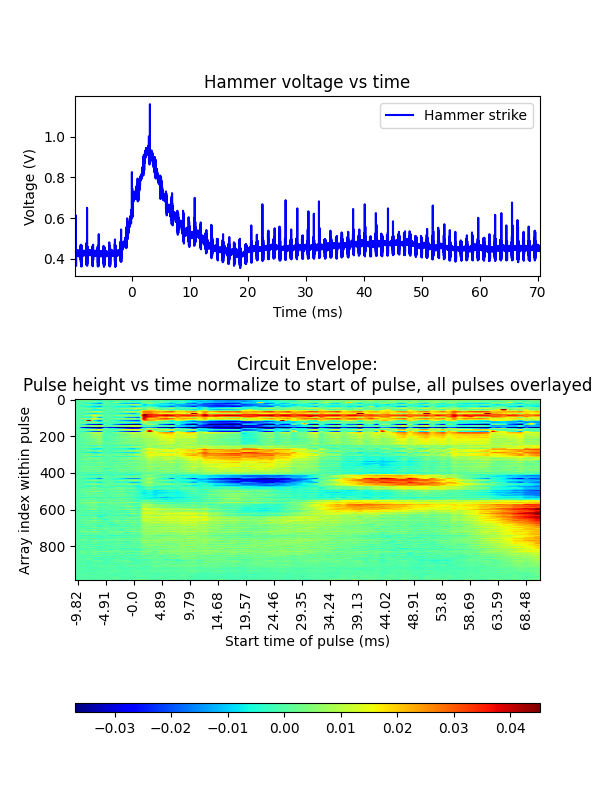 Hammer voltage vs time
Hammer strike
Voltage (V)
1.0
0.8
0.6
0.4
0 10 20 30 40 50 60 70
Time (ms)
Circuit Envelope:
Pulse height vs time normalize to start of pulse, all pulses overlayed
Array index within pulse
0
200
400
600
800
-9.82 -4.91 -0.0 4.89 9.79 14.68 19.57 24.46 29.35 34.24 39.13 44.02 48.91 53.8 58.69 63.59 68.48
Start time of pulse (ms)
−0.03 −0.02 −0.01 0.00 0.01 0.02 0.03 0.04